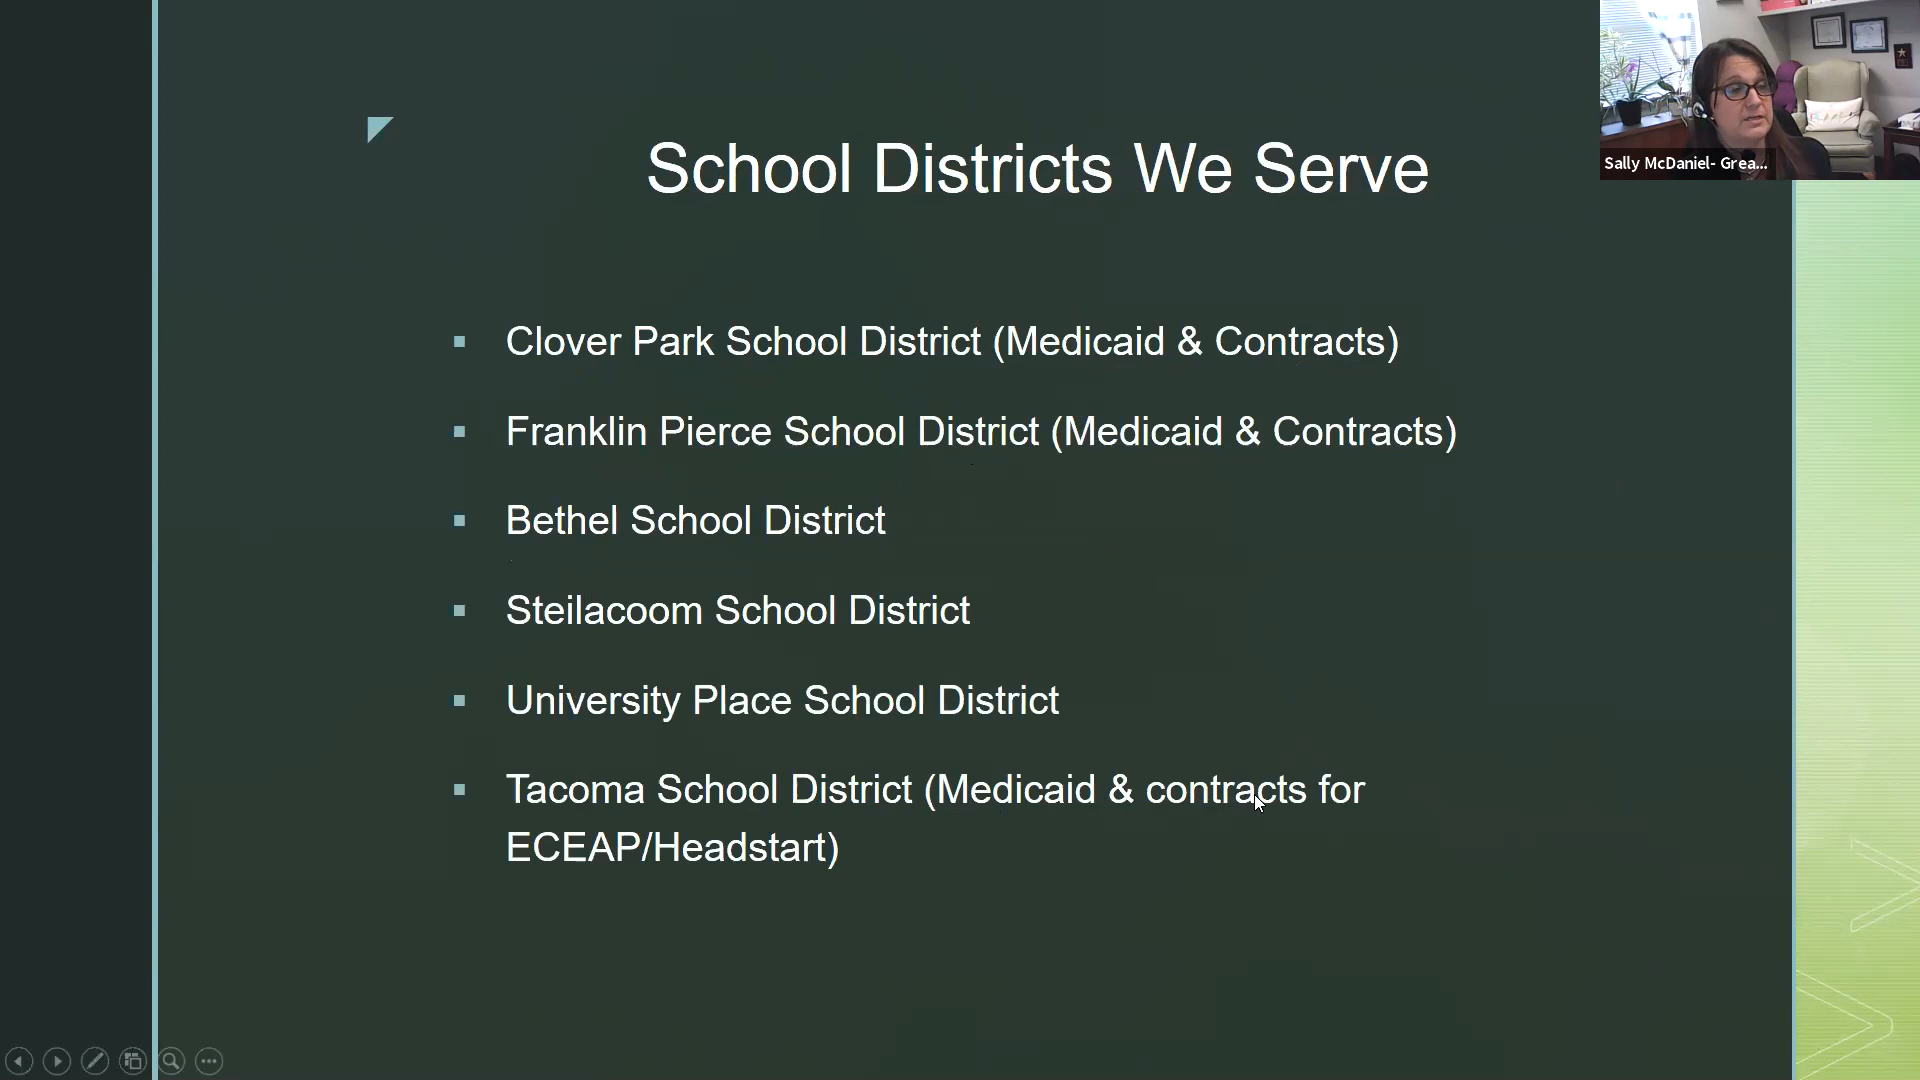 School Districts We Serve
Sally McDaniel- Grea...
Clover Park School District (Medicaid & Contracts)
Franklin Pierce School District (Medicaid & Contracts)
Bethel School District
Steilacoom School District
University Place School District
Tacoma School District (Medicaid & contracts for
ECEAP/Headstart)